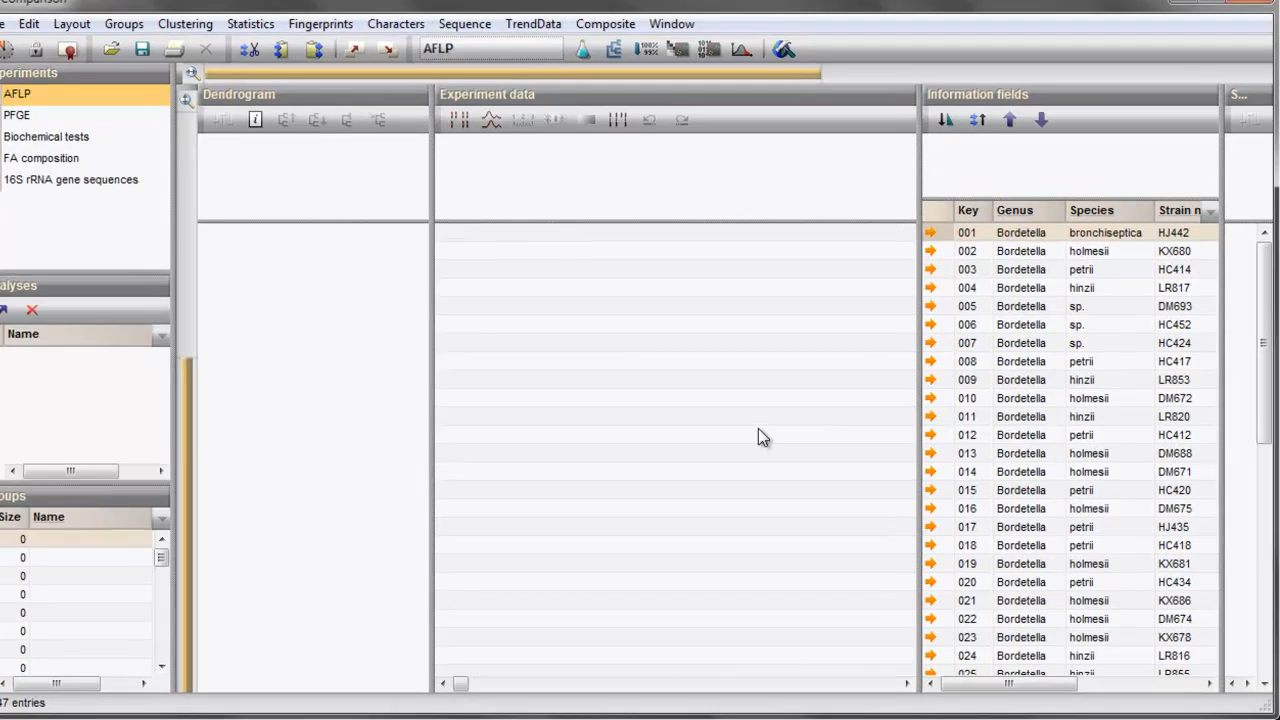 Comparison
Edit Layout Groups Clustering Statistics Fingerprints Characters Sequence TrendData Composite Window
AFLP
periments
AFLP
PFGE
Biochemical tests
FA composition
16S rRNA gene sequences
alyses
Name
oups
Size Name
0
0
0
0
0
0
0
0
47 entries
Dendrogram
Experiment data
Information fields
S...
Key Genus Species Strain n
001 Bordetella bronchiseptica HJ442
002 Bordetella holmesii KX680
003 Bordetella petrii HC414
004 Bordetella hinzii LR817
005 Bordetella sp. DM693
006 Bordetella sp. HC452
007 Bordetella sp. HC424
008 Bordetella petrii HC417
009 Bordetella hinzii LR853
010 Bordetella holmesii DM672
011 Bordetella hinzii LR820
012 Bordetella petrii HC412
013 Bordetella holmesii DM688
014 Bordetella holmesii DM671
015 Bordetella petrii HC420
016 Bordetella holmesii DM675
017 Bordetella petrii HJ435
018 Bordetella petrii HC418
019 Bordetella holmesii KX681
020 Bordetella petrii HC434
021 Bordetella holmesii KX686
022 Bordetella holmesii DM674
023 Bordetella holmesii KX678
024 Bordetella hinzii LR816
025 Bordetella hinzii LR855